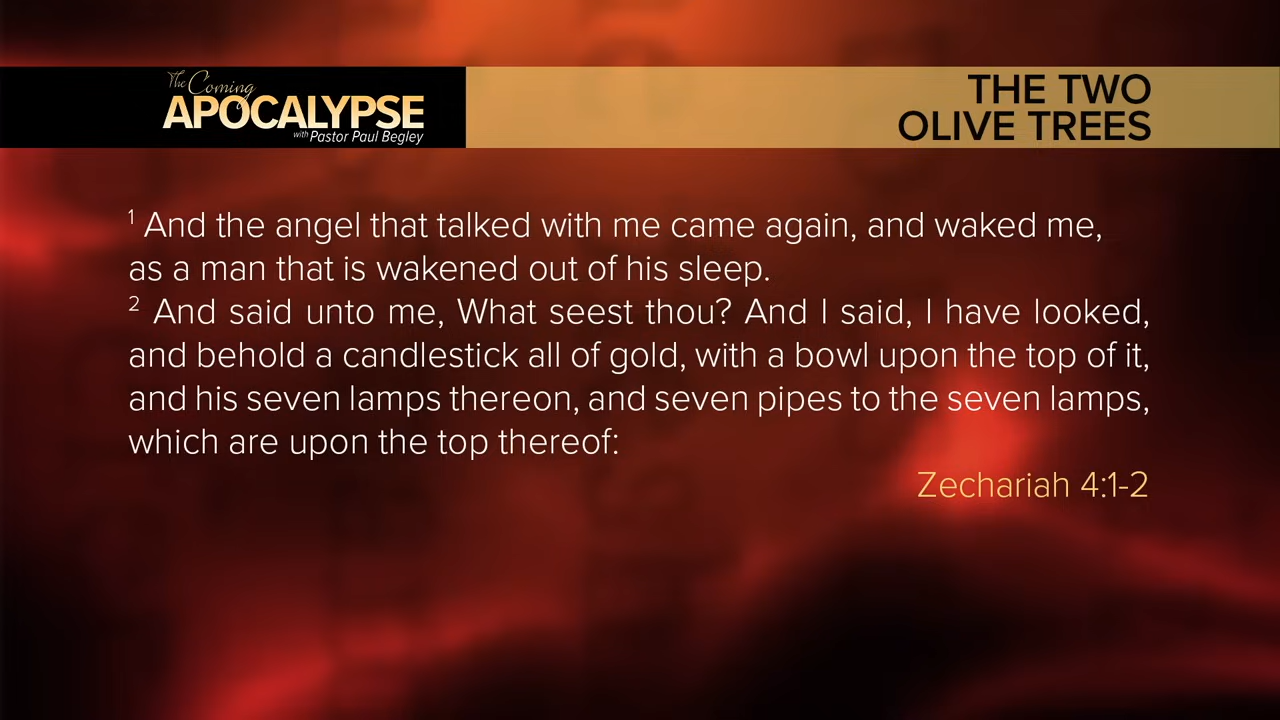 The Coming
APOCALYPSE
with Pastor Paul Begley
THE TWO
OLIVE TREES
1 And the angel that talked with me came again, and waked me,
as a man that is wakened out of his sleep.
2 And said unto me, What seest thou? And I said, I have looked,
and behold a candlestick all of gold, with a bowl upon the top of it,
and his seven lamps thereon, and seven pipes to the seven lamps,
which are upon the top thereof:
Zechariah 4:1-2